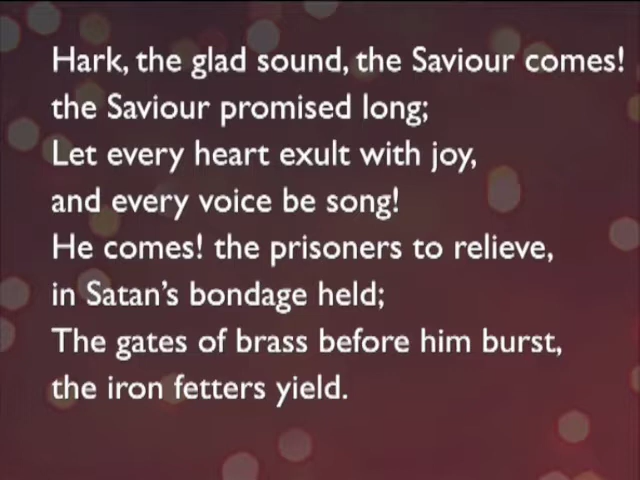 Hark, the glad sound, the Saviour comes!
the Saviour promised long;
Let every heart exult with joy,
and every voice be song!
He comes! the prisoners to relieve,
in Satan's bondage held;
The gates of brass before him burst,
the iron fetters yield.